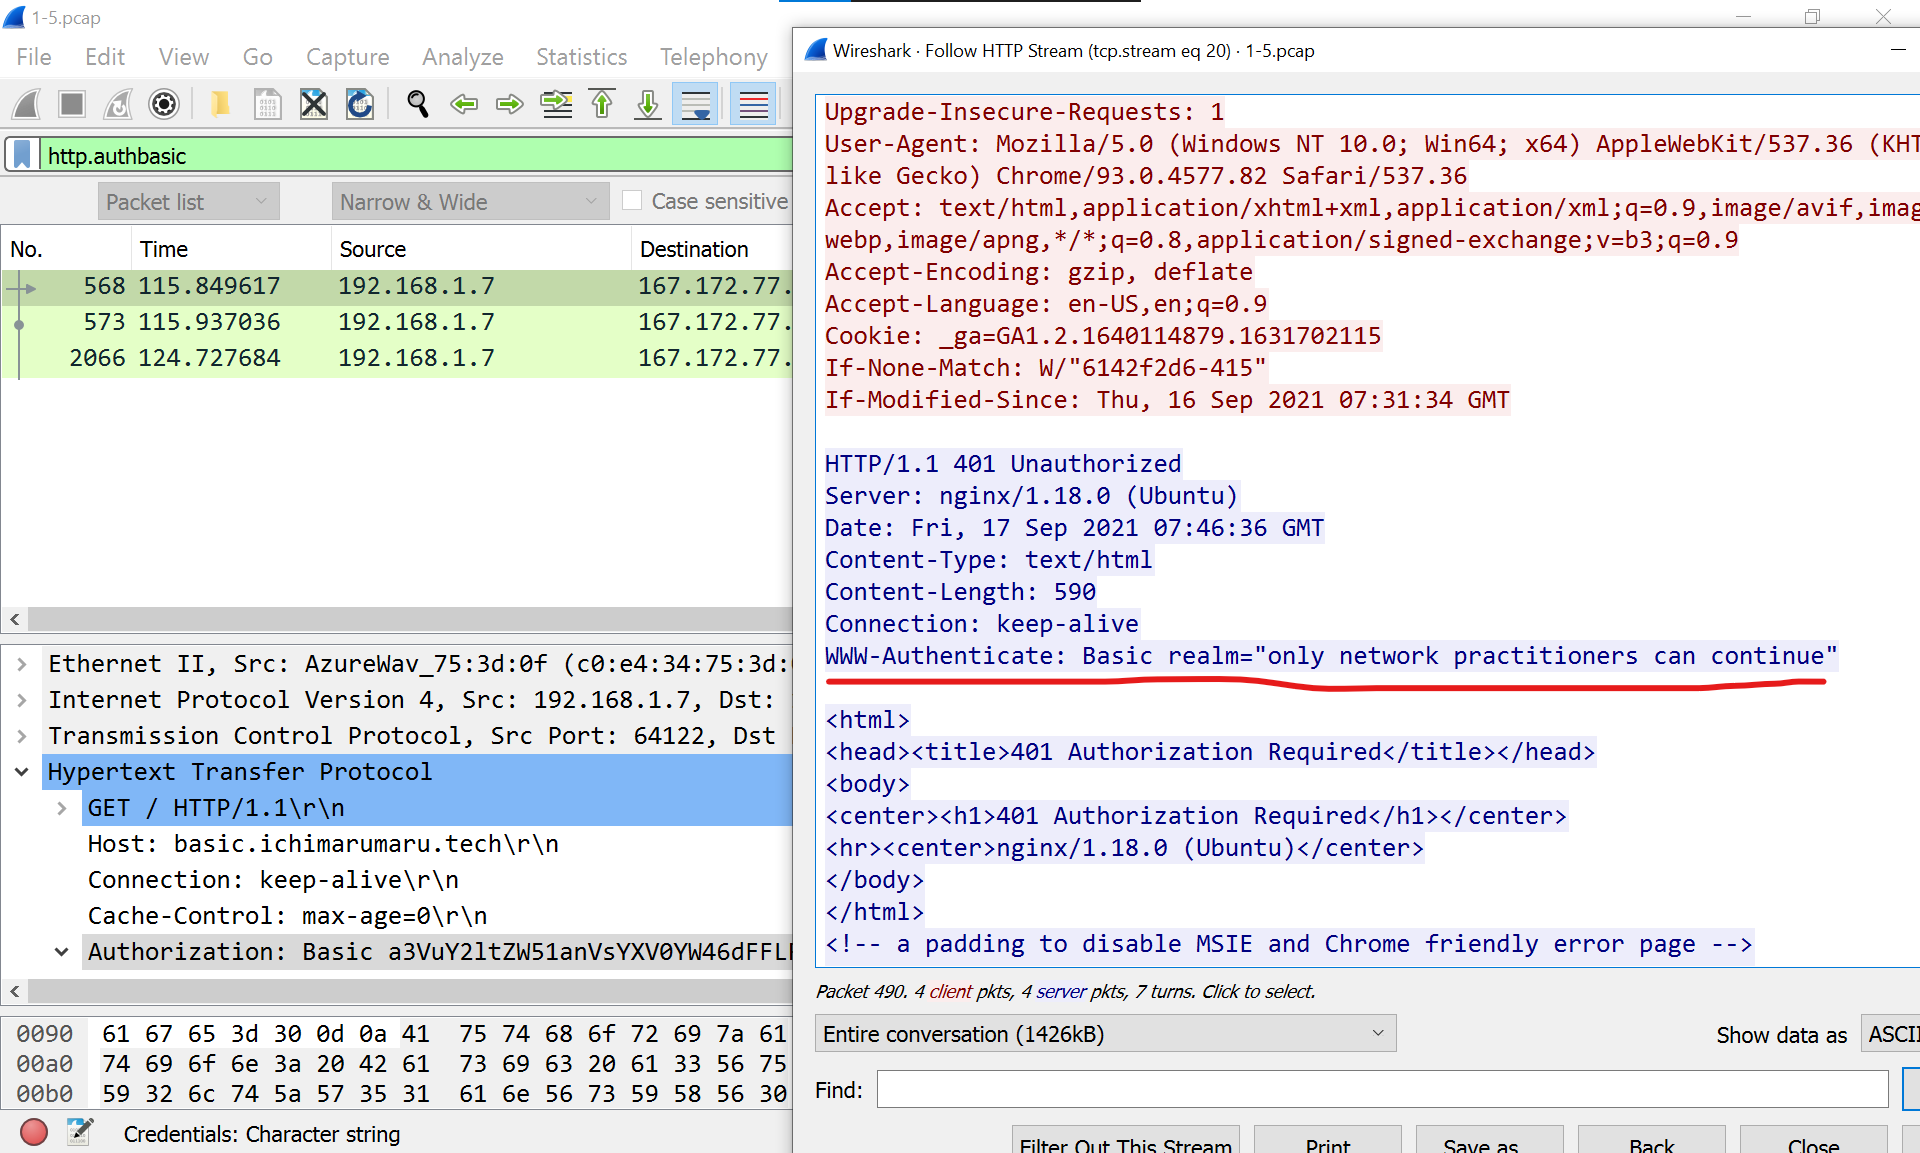 1-5.pcap
File Edit View Go Capture Analyze Statistics Telephony
http.authbasic
Packet list Narrow & Wide Case sensitive
No. Time Source Destination
568 115.849617 192.168.1.7 167.172.77.
573 115.937036 192.168.1.7 167.172.77.
2066 124.727684 192.168.1.7 167.172.77.
Ethernet II, Src: AzureWav_75:3d:0f (c0:e4:34:75:3d:
Internet Protocol Version 4, Src: 192.168.1.7, Dst:
Transmission Control Protocol, Src Port: 64122, Dst
Hypertext Transfer Protocol
GET / HTTP/1.1\r\n
Host: basic.ichimarumaru.tech\r\n
Connection: keep-alive\r\n
Cache-Control: max-age=0\r\n
Authorization: Basic a3VuY2ltZW51anVsYXV0YW46dFFL
0090 61 67 65 3d 30 0d 0a 41 75 74 68 6f 72 69 7a 61
00a0 74 69 6f 6e 3a 20 42 61 73 69 63 20 61 33 56 75
00b0 59 32 6c 74 5a 57 35 31 61 6e 56 73 59 58 56 30
Credentials: Character string
Wireshark · Follow HTTP Stream (tcp.stream eq 20) · 1-5.pcap
Upgrade-Insecure-Requests: 1
User-Agent: Mozilla/5.0 (Windows NT 10.0; Win64; x64) AppleWebKit/537.36 (KHT
like Gecko) Chrome/93.0.4577.82 Safari/537.36
Accept: text/html,application/xhtml+xml,application/xml;q=0.9,image/avif,imag
webp,image/apng,*/*;q=0.8,application/signed-exchange;v=b3;q=0.9
Accept-Encoding: gzip, deflate
Accept-Language: en-US,en;q=0.9
Cookie: _ga=GA1.2.1640114879.1631702115
If-None-Match: W/"6142f2d6-415"
If-Modified-Since: Thu, 16 Sep 2021 07:31:34 GMT
HTTP/1.1 401 Unauthorized
Server: nginx/1.18.0 (Ubuntu)
Date: Fri, 17 Sep 2021 07:46:36 GMT
Content-Type: text/html
Content-Length: 590
Connection: keep-alive
WWW-Authenticate: Basic realm="only network practitioners can continue"
<html>
<head><title>401 Authorization Required</title></head>
<body>
<center><h1>401 Authorization Required</h1></center>
<hr><center>nginx/1.18.0 (Ubuntu)</center>
</body>
</html>
<!-- a padding to disable MSIE and Chrome friendly error page -->
Packet 490. 4 client pkts, 4 server pkts, 7 turns. Click to select.
Entire conversation (1426kB) Show data as ASCII
Find:
Filter Out This Stream Print Save as... Back Close